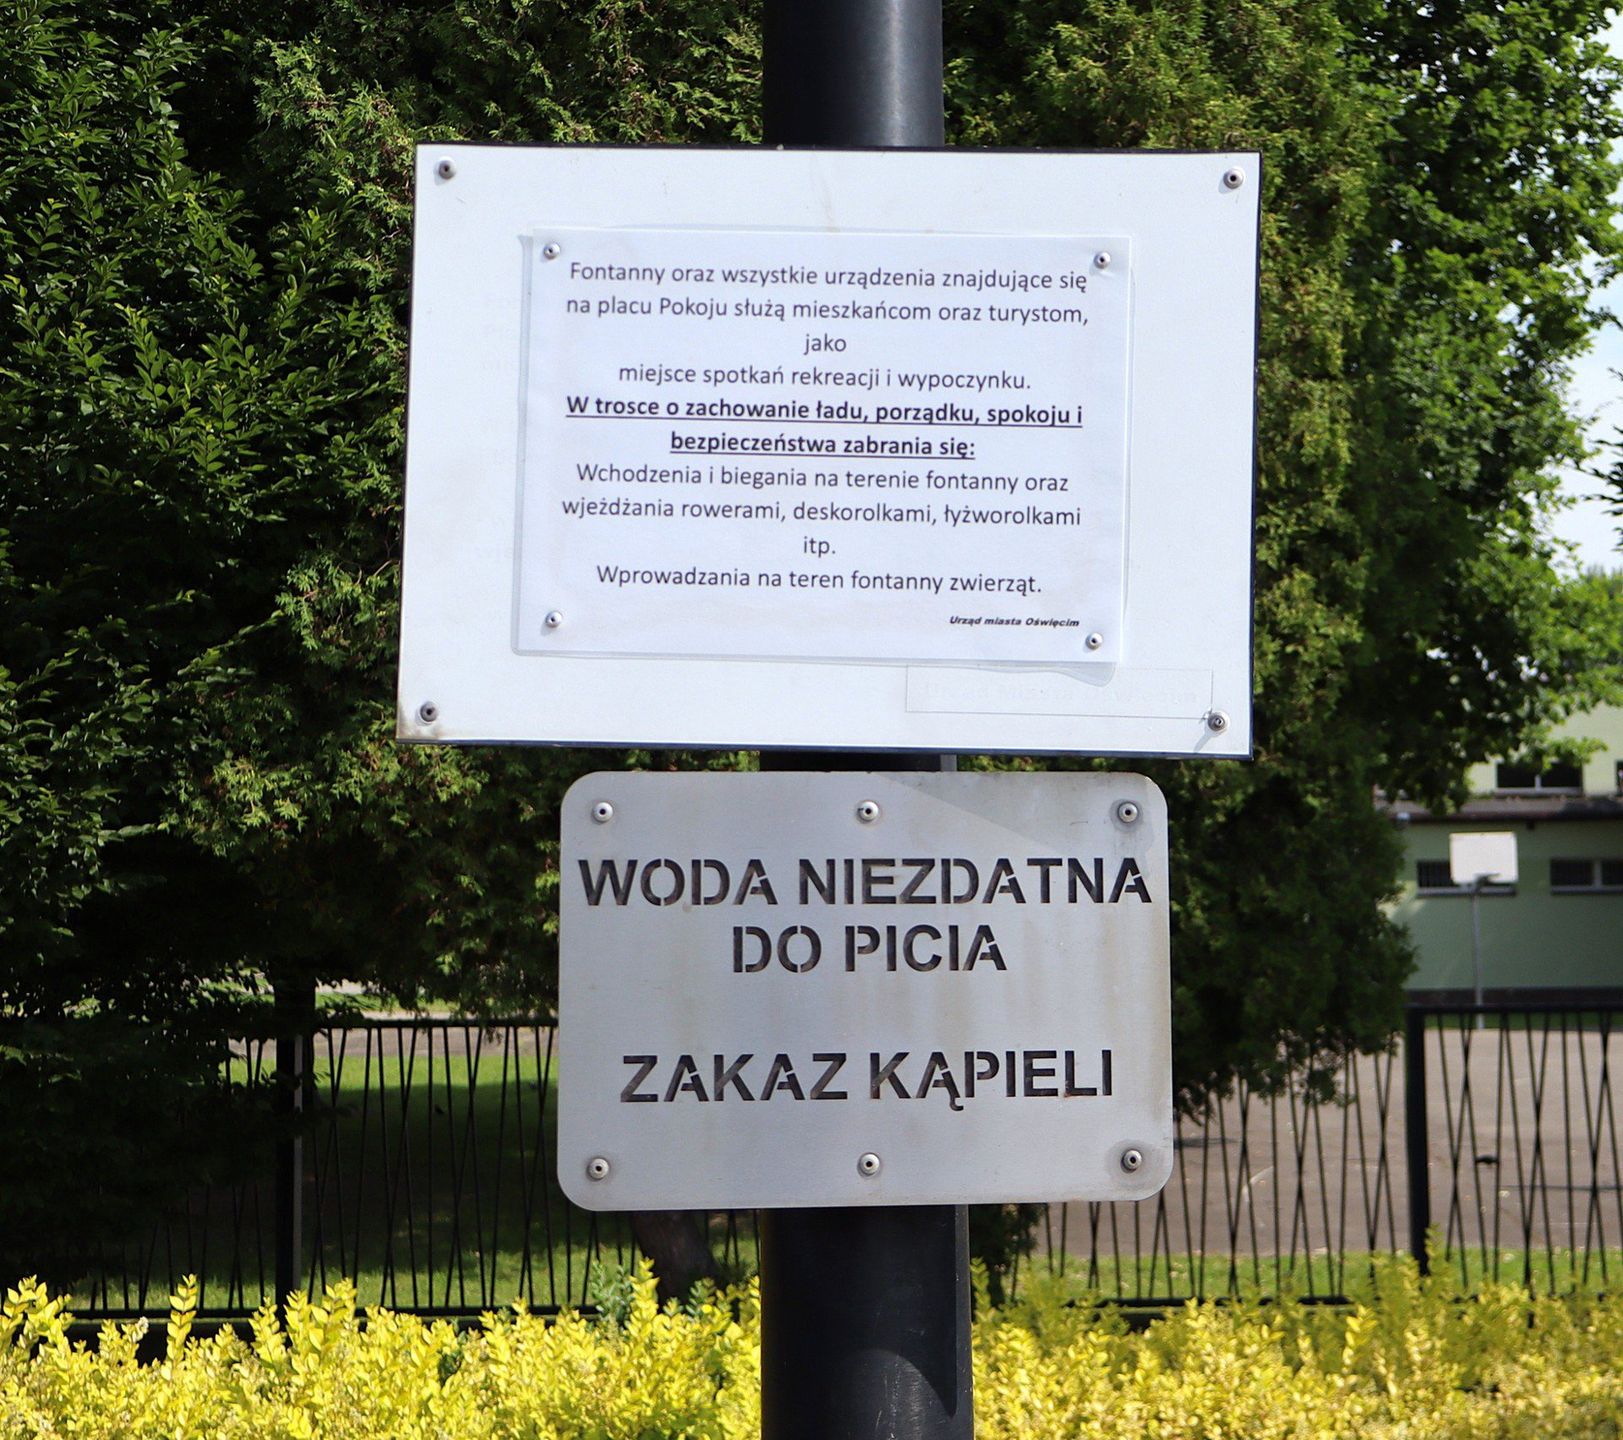 Fontanny oraz wszystkie urządzenia znajdujące się
na placu Pokoju służą mieszkańcom oraz turystom,
jako
miejsce spotkań rekreacji i wypoczynku.
W trosce o zachowanie ładu, porządku, spokoju i
bezpieczeństwa zabrania się:
Wchodzenia i biegania na terenie fontanny oraz
wjeżdżania rowerami, deskorolkami, łyżworolkami
itp.
Wprowadzania na teren fontanny zwierząt.
Urząd miasta Oświęcim
WODA NIEZDATNA
DO PICIA
ZAKAZ KĄPIELI